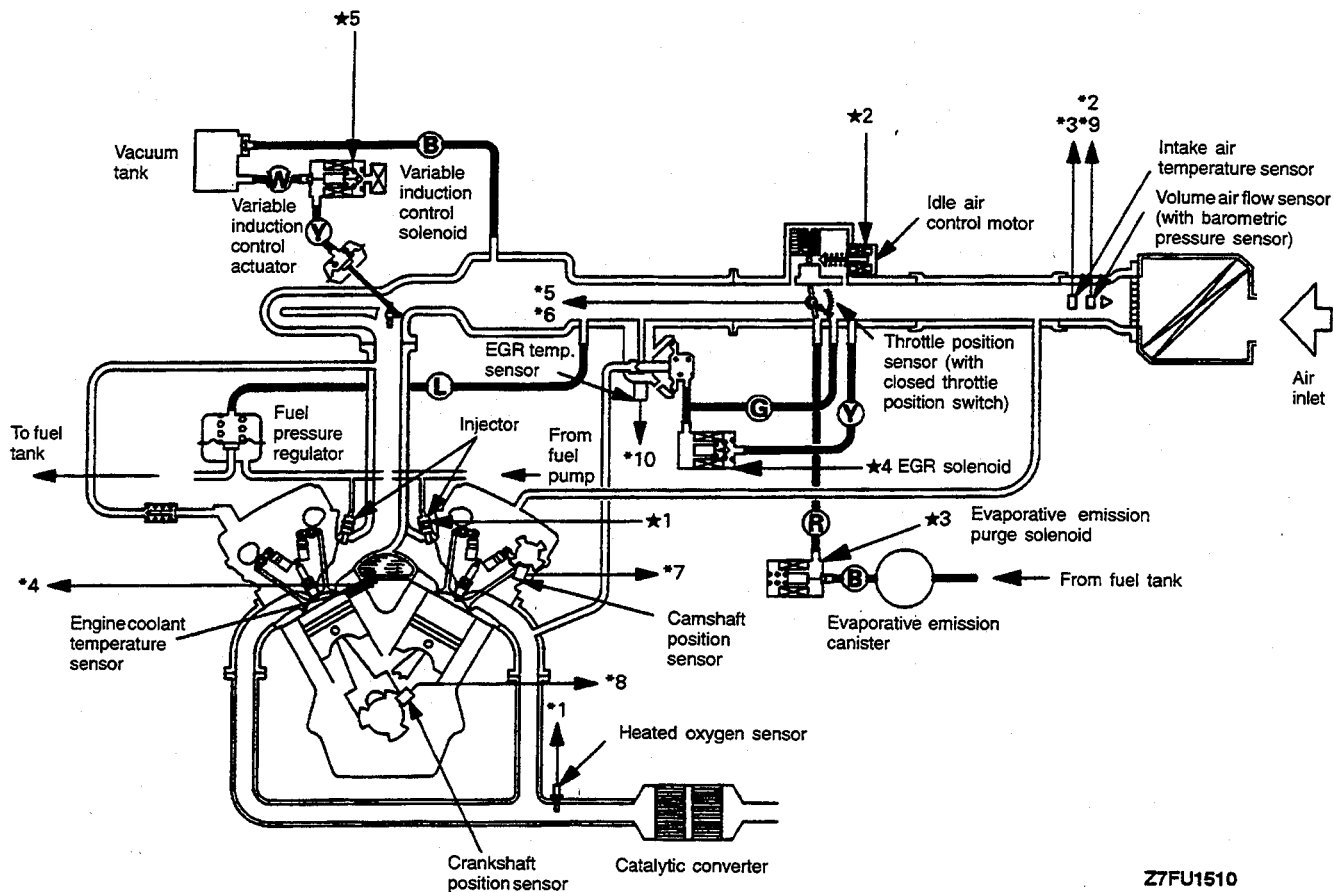 ★5
Vacuum
tank
B
W
Variable
induction
control
solenoid
Variable
induction
control
actuator
Y
★2
Idle air
control motor
*2
*3*9
Intake air
temperature sensor
Volume air flow sensor
(with barometric
pressure sensor)
*5
*6
Throttle position
sensor (with
closed throttle
position switch)
Air
inlet
EGR temp.
sensor
L
G
Y
*10
★4 EGR solenoid
To fuel
tank
Fuel
pressure
regulator
Injector
From
fuel
pump
★1
R
★3
Evaporative emission
purge solenoid
B
From fuel tank
Evaporative emission
canister
*4
*7
Engine coolant
temperature
sensor
Camshaft
position
sensor
*8
*1
Heated oxygen sensor
Crankshaft
position sensor
Catalytic converter
Z7FU1510